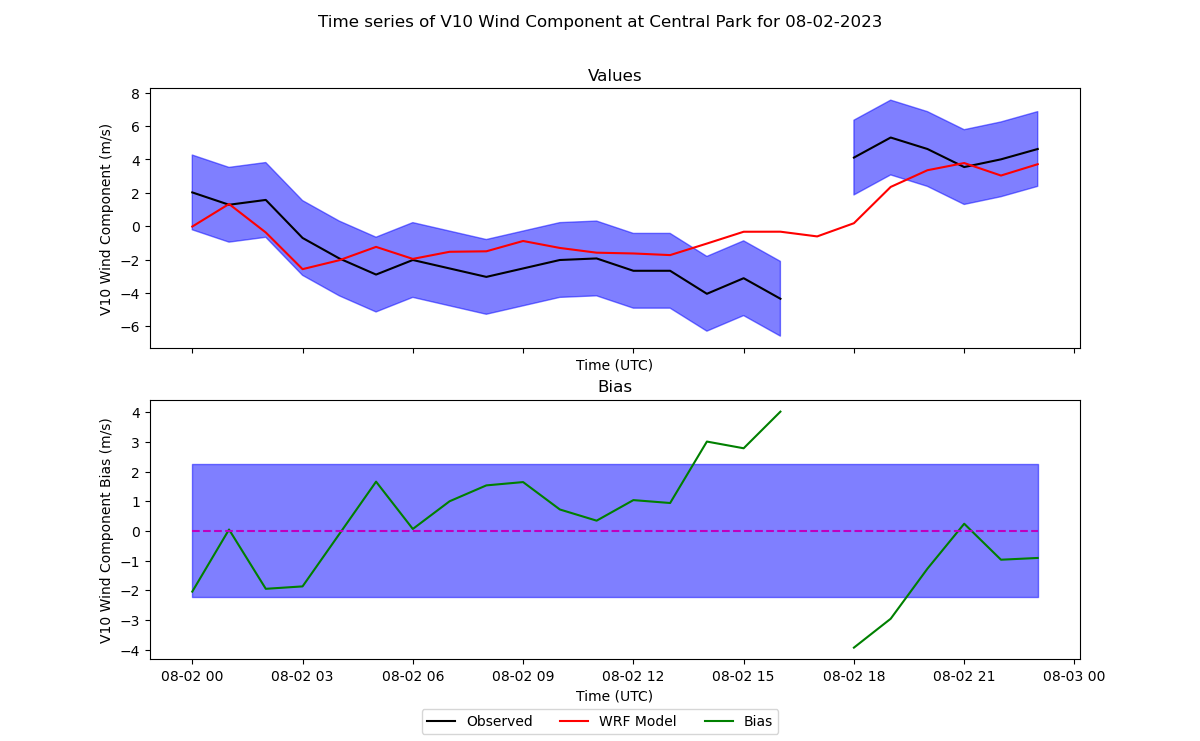 Time series of V10 Wind Component at Central Park for 08-02-2023
Values
V10 Wind Component (m/s)
8
6
4
2
0
−2
−4
−6
Time (UTC)
Bias
V10 Wind Component Bias (m/s)
4
3
2
1
0
−1
−2
−3
−4
08-02 00 08-02 03 08-02 06 08-02 09 08-02 12 08-02 15 08-02 18 08-02 21 08-03 00
Time (UTC)
Observed WRF Model Bias